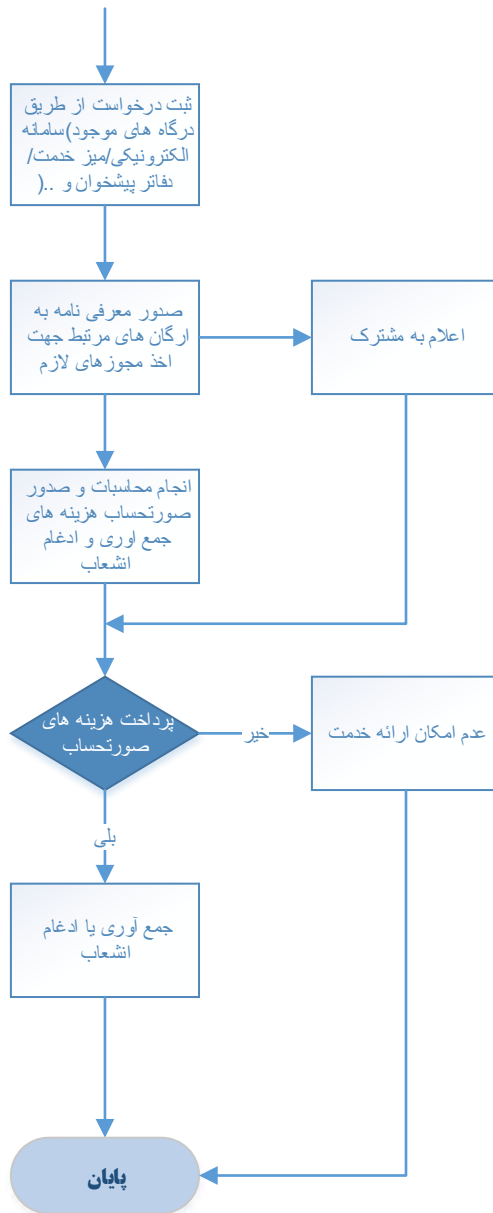 ثبت درخواست از طریق
درگاه های موجود)سامانه
الکترونیکی/میز خدمت/
دفاتر پیشخوان و ..(
صدور معرفی نامه به
ارگان های مرتبط جهت
اخذ مجوزهای لازم
اعلام به مشترک
انجام محاسبات و صدور
صورتحساب هزینه های
جمع اوری و ادغام
انشعاب
پرداخت هزینه های
صورتحساب
خیر
عدم امکان ارائه خدمت
بلی
جمع آوری یا ادغام
انشعاب
پایان